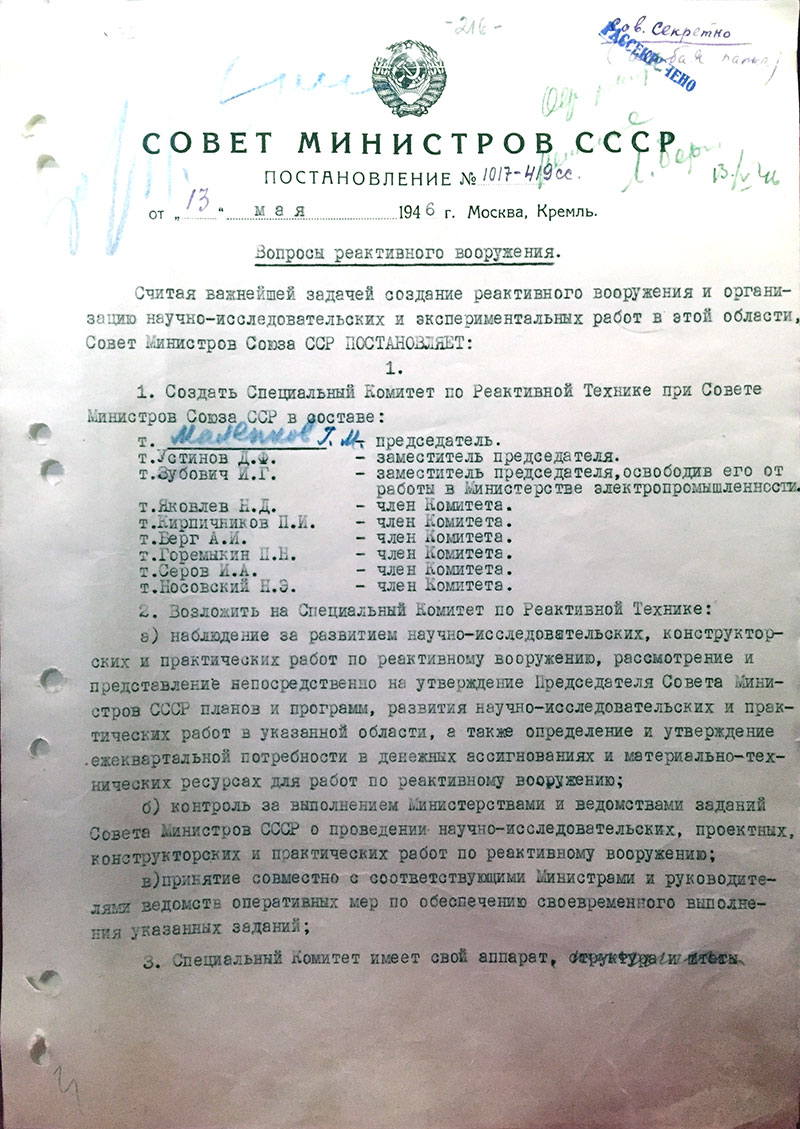 -216-
Сов. Секретно
(особая папка)
РАССЕКРЕЧЕНО
СОВЕТ МИНИСТРОВ СССР
ПОСТАНОВЛЕНИЕ № 1017-419сс.
от „13“ мая 1946 г. Москва, Кремль.
13/V 46
Вопросы реактивного вооружения.
Считая важнейшей задачей создание реактивного вооружения и органи-
зацию научно-исследовательских и экспериментальных работ в этой области,
Совет Министров Союза ССР ПОСТАНОВЛЯЕТ:
1.
1. Создать Специальный Комитет по Реактивной Технике при Совете
Министров Союза ССР в составе:
т. Маленков Г.М. - председатель.
т.Устинов Д.Ф. - заместитель председателя.
т.Зубович И.Г. - заместитель председателя,освободив его от
работы в Министерстве электропромышленности.
т.Яковлев Н.Д. - член Комитета.
т.Кирпичников П.И. - член Комитета.
т.Берг А.И. - член Комитета.
т.Горемыкин П.Н. - член Комитета.
т.Серов И.А. - член Комитета.
т.Носовский Н.Э. - член Комитета.
2. Возложить на Специальный Комитет по Реактивной Технике:
а) наблюдение за развитием научно-исследовательских, конструктор-
ских и практических работ по реактивному вооружению, рассмотрение и
представление непосредственно на утверждение Председателя Совета Мини-
стров СССР планов и программ, развития научно-исследовательских и прак-
тических работ в указанной области, а также определение и утверждение
ежеквартальной потребности в денежных ассигнованиях и материально-тех-
нических ресурсах для работ по реактивному вооружению;
б) контроль за выполнением Министерствами и ведомствами заданий
Совета Министров СССР о проведении научно-исследовательских, проектных,
конструкторских и практических работ по реактивному вооружению;
в)принятие совместно с соответствующими Министрами и руководите-
лями ведомств оперативных мер по обеспечению своевременного выполне-
ния указанных заданий;
3. Специальный Комитет имеет свой аппарат, структура и штаты